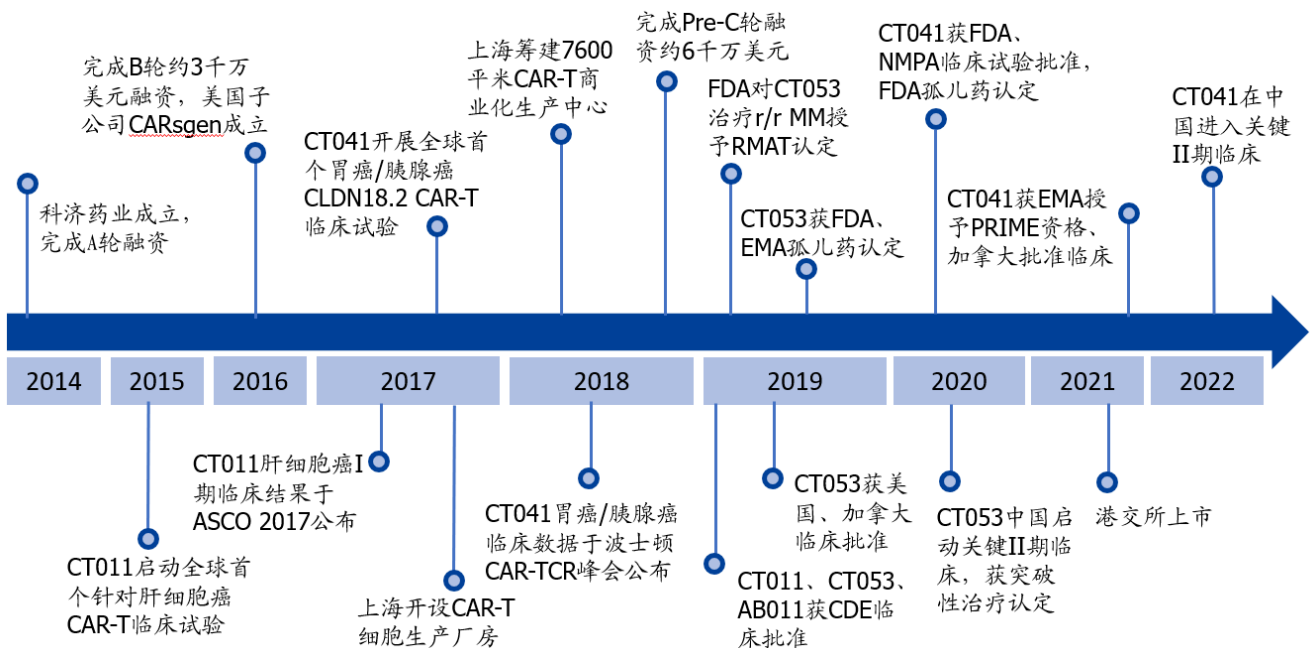 科济药业成立，
完成A轮融资
完成B轮约3千万
美元融资，美国子
公司CARsgen成立
CT041开展全球首
个胃癌/胰腺癌
CLDN18.2 CAR-T
临床试验
上海筹建7600
平米CAR-T商
业化生产中心
完成Pre-C轮融
资约6千万美元
FDA对CT053
治疗r/r MM授
予RMAT认定
CT053获FDA、
EMA孤儿药认定
CT041获FDA、
NMPA临床试验批准，
FDA孤儿药认定
CT041获EMA授
予PRIME资格、
加拿大批准临床
CT041在中
国进入关键
II期临床
2014
2015
2016
2017
2018
2019
2020
2021
2022
CT011启动全球首
个针对肝细胞癌
CAR-T临床试验
CT011肝细胞癌I
期临床结果于
ASCO 2017公布
上海开设CAR-T
细胞生产厂房
CT041胃癌/胰腺癌
临床数据于波士顿
CAR-TCR峰会公布
CT011、CT053、
AB011获CDE临
床批准
CT053获美
国、加拿大
临床批准
CT053中国启
动关键II期临
床，获突破
性治疗认定
港交所上市